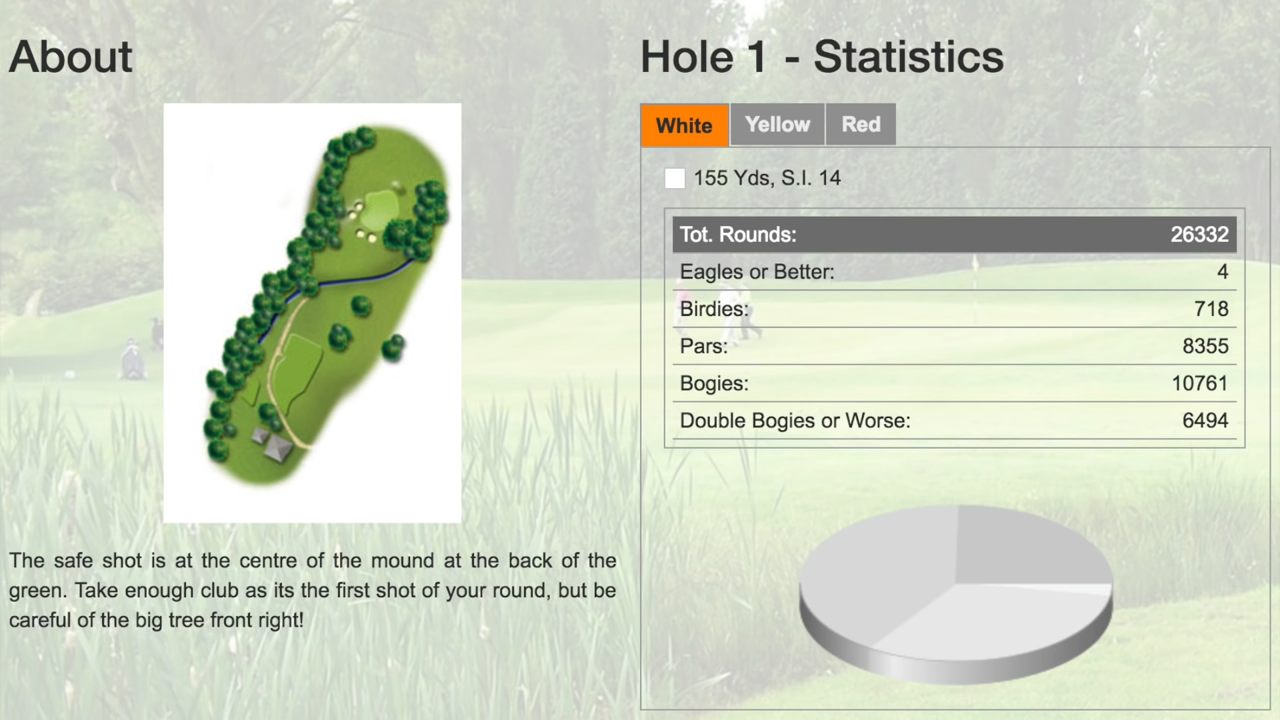 About
The safe shot is at the centre of the mound at the back of the
green. Take enough club as its the first shot of your round, but be
careful of the big tree front right!
Hole 1 - Statistics
White Yellow Red
155 Yds, S.I. 14
Tot. Rounds: 26332
Eagles or Better: 4
Birdies: 718
Pars: 8355
Bogies: 10761
Double Bogies or Worse: 6494